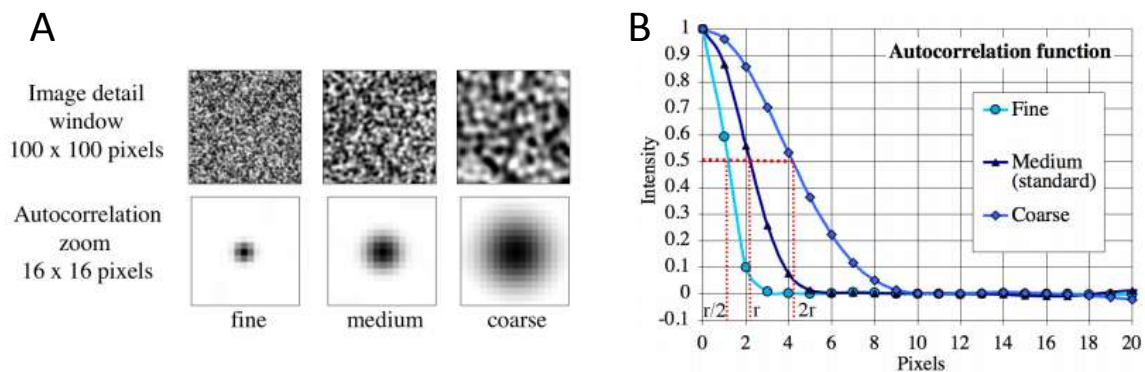 A
Image detail
window
100 x 100 pixels
Autocorrelation
zoom
16 x 16 pixels
fine
medium
coarse
B
Autocorrelation function
Intensity
1
0.9
0.8
0.7
0.6
0.5
0.4
0.3
0.2
0.1
0
-0.1
Fine
Medium
(standard)
Coarse
r/2
r
2r
0 2 4 6 8 10 12 14 16 18 20
Pixels